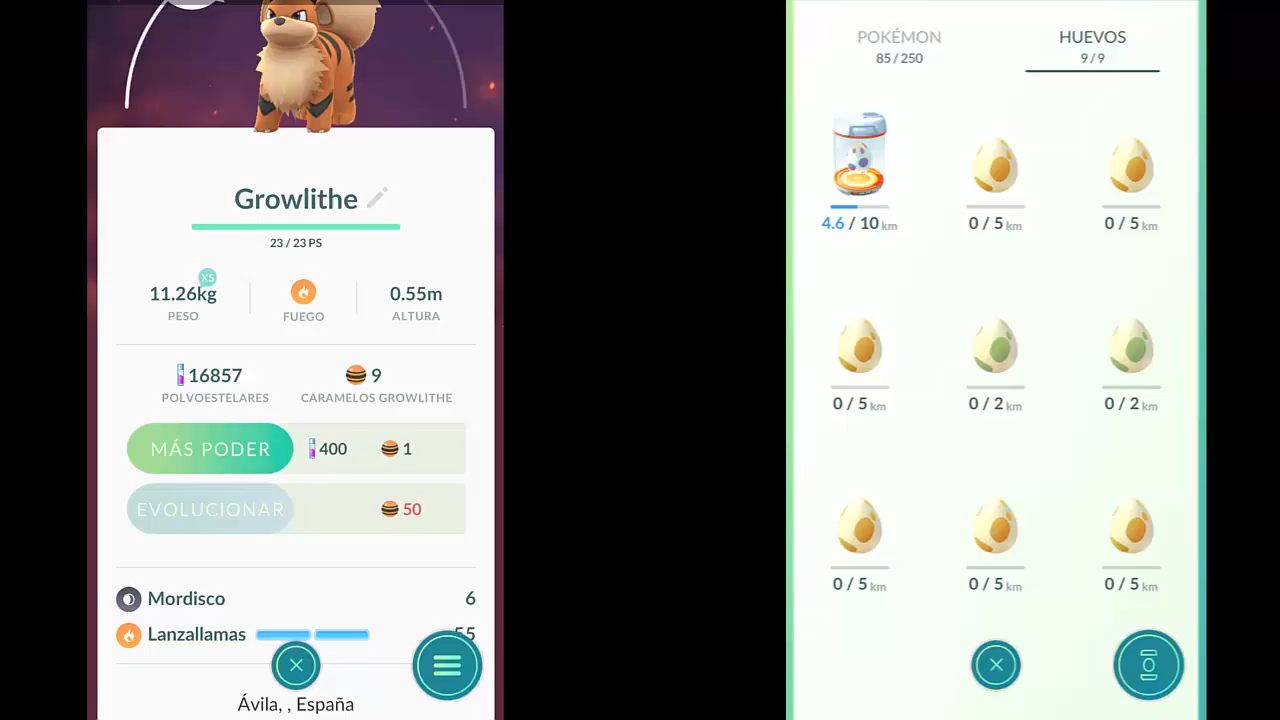 Growlithe
23 / 23 PS
XS
11.26kg
0.55m
PESO
FUEGO
ALTURA
16857
9
POLVOESTELARES
CARAMELOS GROWLITHE
MÁS PODER
400
1
EVOLUCIONAR
50
Mordisco
6
Lanzallamas
55
Ávila, , España
POKÉMON
85 / 250
HUEVOS
9 / 9
4.6 / 10 km
0 / 5 km
0 / 5 km
0 / 5 km
0 / 2 km
0 / 2 km
0 / 5 km
0 / 5 km
0 / 5 km